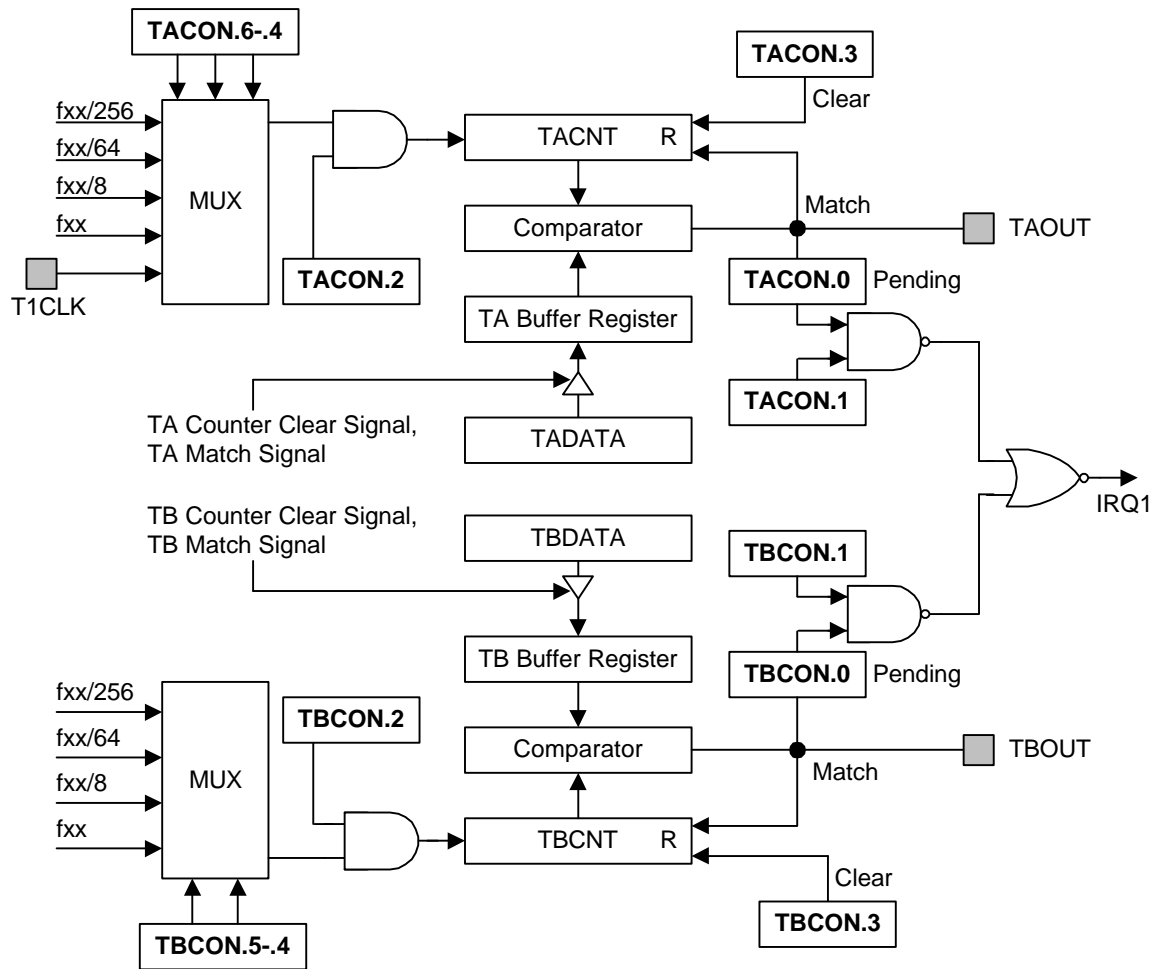 TACON.6-.4
TACON.3
Clear
fxx/256
fxx/64
fxx/8
fxx
T1CLK
MUX
TACNT R
Comparator
Match
TAOUT
TACON.2
TACON.0 Pending
TA Buffer Register
TACON.1
TA Counter Clear Signal,
TA Match Signal
TADATA
IRQ1
TB Counter Clear Signal,
TB Match Signal
TBDATA
TBCON.1
TB Buffer Register
TBCON.0 Pending
fxx/256
fxx/64
fxx/8
fxx
MUX
TBCON.2
Comparator
Match
TBOUT
TBCNT R
Clear
TBCON.3
TBCON.5-.4